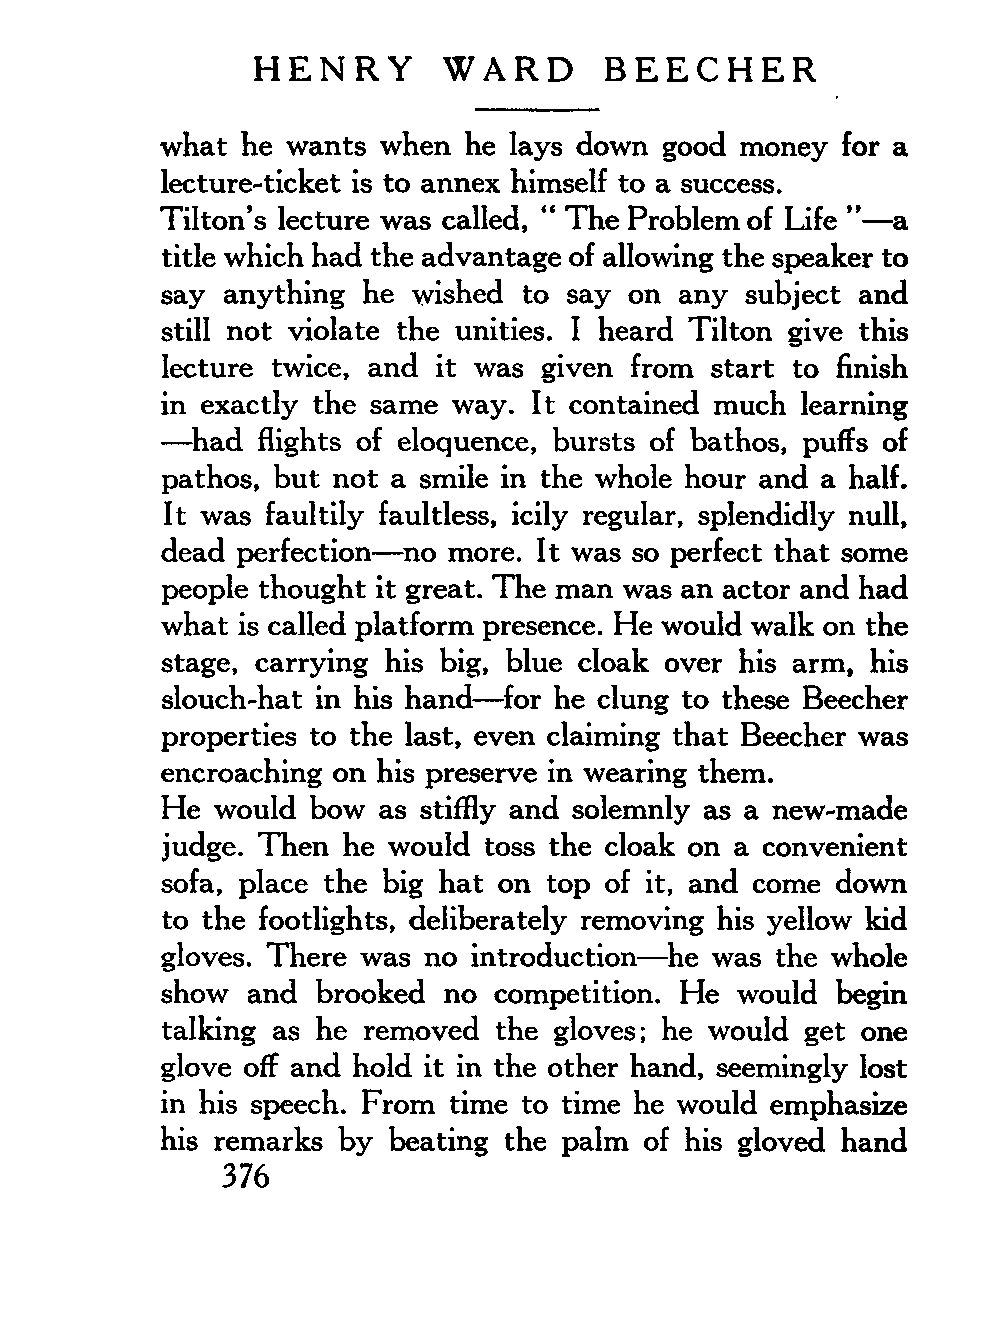 HENRY WARD BEECHER
what he wants when he lays down good money for a
lecture-ticket is to annex himself to a success.
Tilton's lecture was called, “ The Problem of Life ”—a
title which had the advantage of allowing the speaker to
say anything he wished to say on any subject and
still not violate the unities. I heard Tilton give this
lecture twice, and it was given from start to finish
in exactly the same way. It contained much learning
—had flights of eloquence, bursts of bathos, puffs of
pathos, but not a smile in the whole hour and a half.
It was faultily faultless, icily regular, splendidly null,
dead perfection—no more. It was so perfect that some
people thought it great. The man was an actor and had
what is called platform presence. He would walk on the
stage, carrying his big, blue cloak over his arm, his
slouch-hat in his hand—for he clung to these Beecher
properties to the last, even claiming that Beecher was
encroaching on his preserve in wearing them.
He would bow as stiffly and solemnly as a new-made
judge. Then he would toss the cloak on a convenient
sofa, place the big hat on top of it, and come down
to the footlights, deliberately removing his yellow kid
gloves. There was no introduction—he was the whole
show and brooked no competition. He would begin
talking as he removed the gloves; he would get one
glove off and hold it in the other hand, seemingly lost
in his speech. From time to time he would emphasize
his remarks by beating the palm of his gloved hand
376